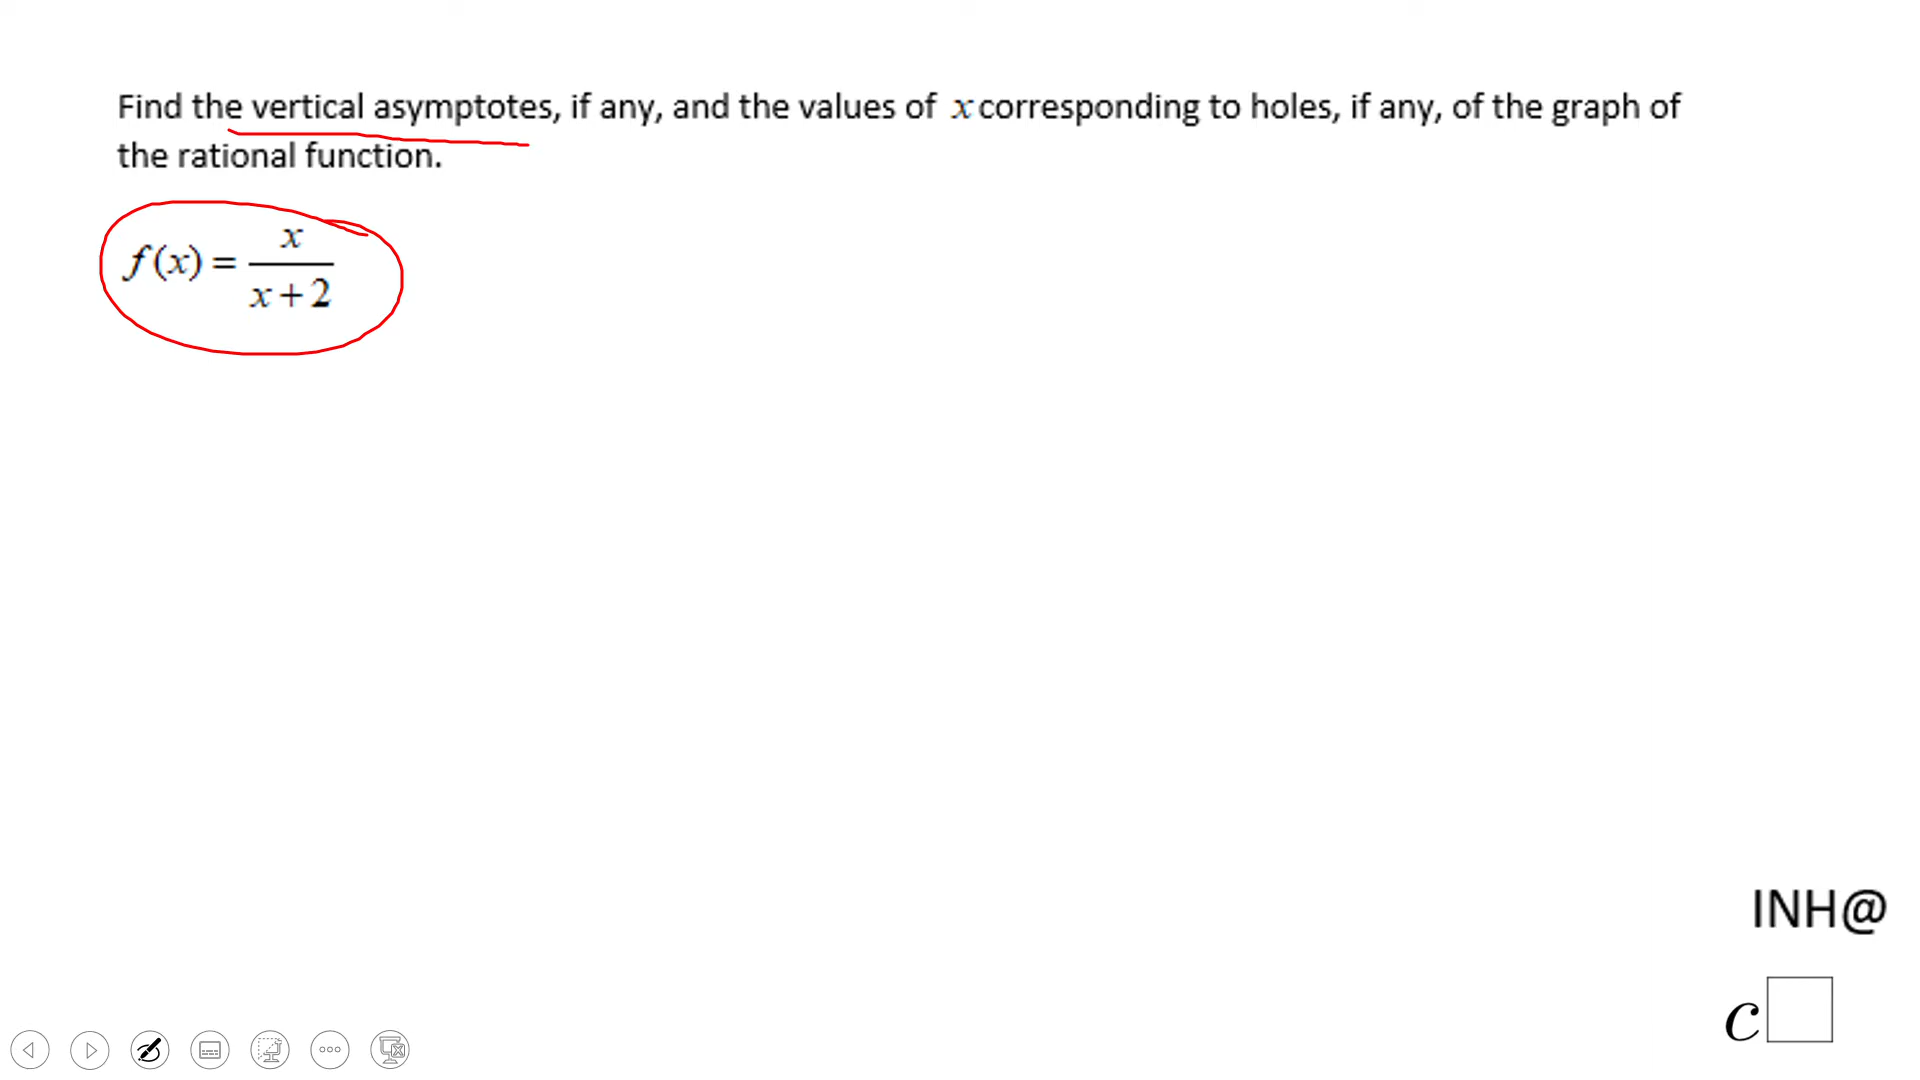 Find the vertical asymptotes, if any, and the values of x corresponding to holes, if any, of the graph of
the rational function.
f(x) = x/(x+2)
INH@
c